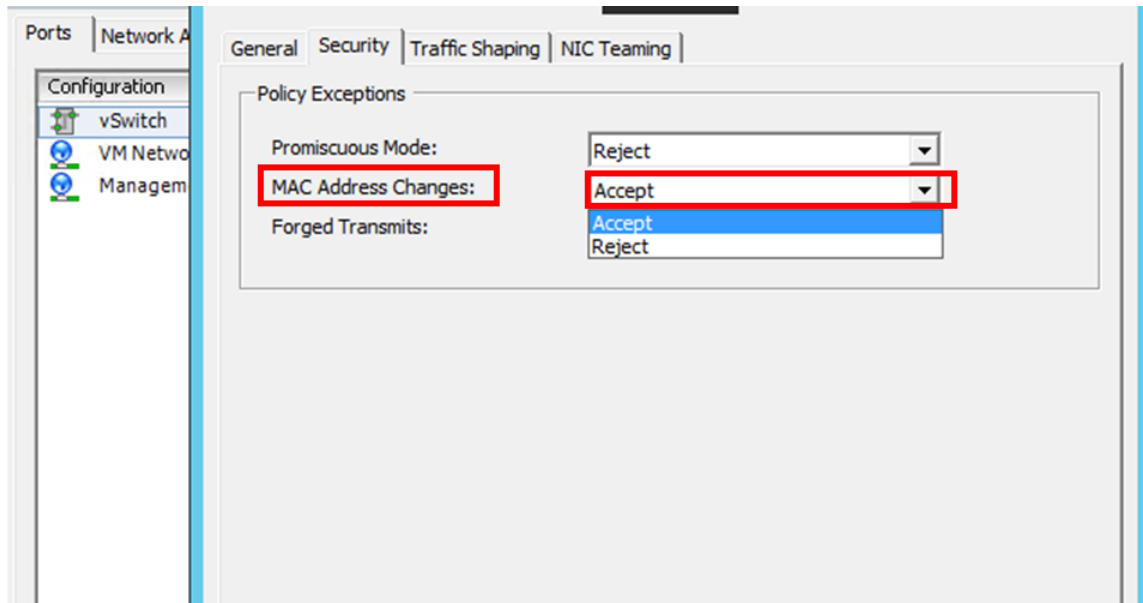 Ports
Network A
Configuration
vSwitch
VM Netwo
Managem
General
Security
Traffic Shaping
NIC Teaming
Policy Exceptions
Promiscuous Mode:
Reject
MAC Address Changes:
Accept
Accept
Reject
Forged Transmits: